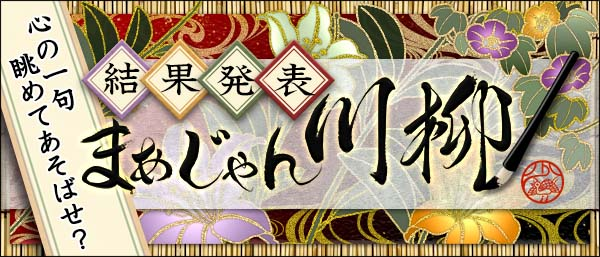 心の一句
眺めてあそばせ?
結果発表
まぁじゃん川柳